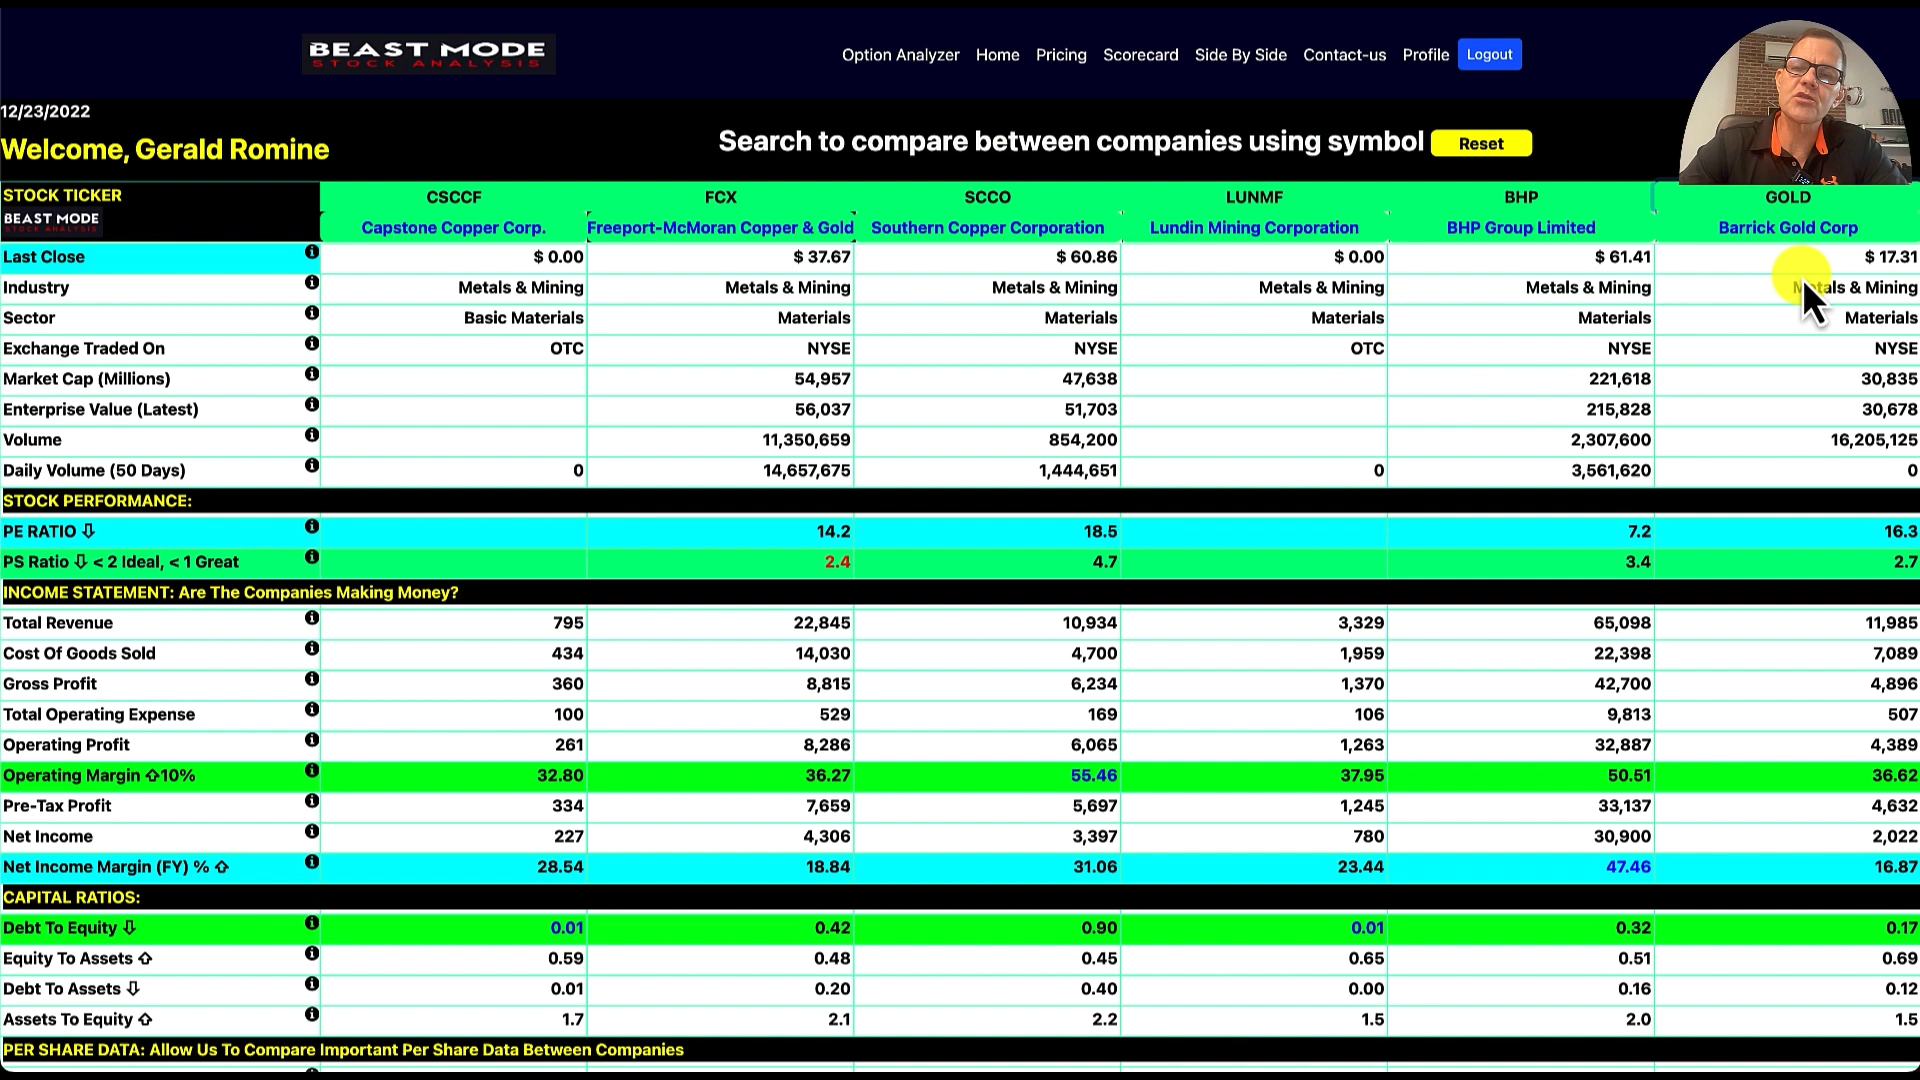 BEAST MODE
STOCK ANALYSIS
Option Analyzer Home Pricing Scorecard Side By Side Contact-us Profile Logout
12/23/2022
Welcome, Gerald Romine
Search to compare between companies using symbol Reset
STOCK TICKER CSCCF FCX SCCO LUNMF BHP GOLD
BEAST MODE
STOCK ANALYSIS
Capstone Copper Corp. Freeport-McMoran Copper & Gold Southern Copper Corporation Lundin Mining Corporation BHP Group Limited Barrick Gold Corp
Last Close $ 0.00 $ 37.67 $ 60.86 $ 0.00 $ 61.41 $ 17.31
Industry Metals & Mining Metals & Mining Metals & Mining Metals & Mining Metals & Mining Metals & Mining
Sector Basic Materials Materials Materials Materials Materials Materials
Exchange Traded On OTC NYSE NYSE OTC NYSE NYSE
Market Cap (Millions) 54,957 47,638 221,618 30,835
Enterprise Value (Latest) 56,037 51,703 215,828 30,678
Volume 11,350,659 854,200 2,307,600 16,205,125
Daily Volume (50 Days) 0 14,657,675 1,444,651 0 3,561,620 0
STOCK PERFORMANCE:
PE RATIO ⇩ 14.2 18.5 7.2 16.3
PS Ratio ⇩ < 2 Ideal, < 1 Great 2.4 4.7 3.4 2.7
INCOME STATEMENT: Are The Companies Making Money?
Total Revenue 795 22,845 10,934 3,329 65,098 11,985
Cost Of Goods Sold 434 14,030 4,700 1,959 22,398 7,089
Gross Profit 360 8,815 6,234 1,370 42,700 4,896
Total Operating Expense 100 529 169 106 9,813 507
Operating Profit 261 8,286 6,065 1,263 32,887 4,389
Operating Margin ⇧10% 32.80 36.27 55.46 37.95 50.51 36.62
Pre-Tax Profit 334 7,659 5,697 1,245 33,137 4,632
Net Income 227 4,306 3,397 780 30,900 2,022
Net Income Margin (FY) % ⇧ 28.54 18.84 31.06 23.44 47.46 16.87
CAPITAL RATIOS:
Debt To Equity ⇩ 0.01 0.42 0.90 0.01 0.32 0.17
Equity To Assets ⇧ 0.59 0.48 0.45 0.65 0.51 0.69
Debt To Assets ⇩ 0.01 0.20 0.40 0.00 0.16 0.12
Assets To Equity ⇧ 1.7 2.1 2.2 1.5 2.0 1.5
PER SHARE DATA: Allow Us To Compare Important Per Share Data Between Companies